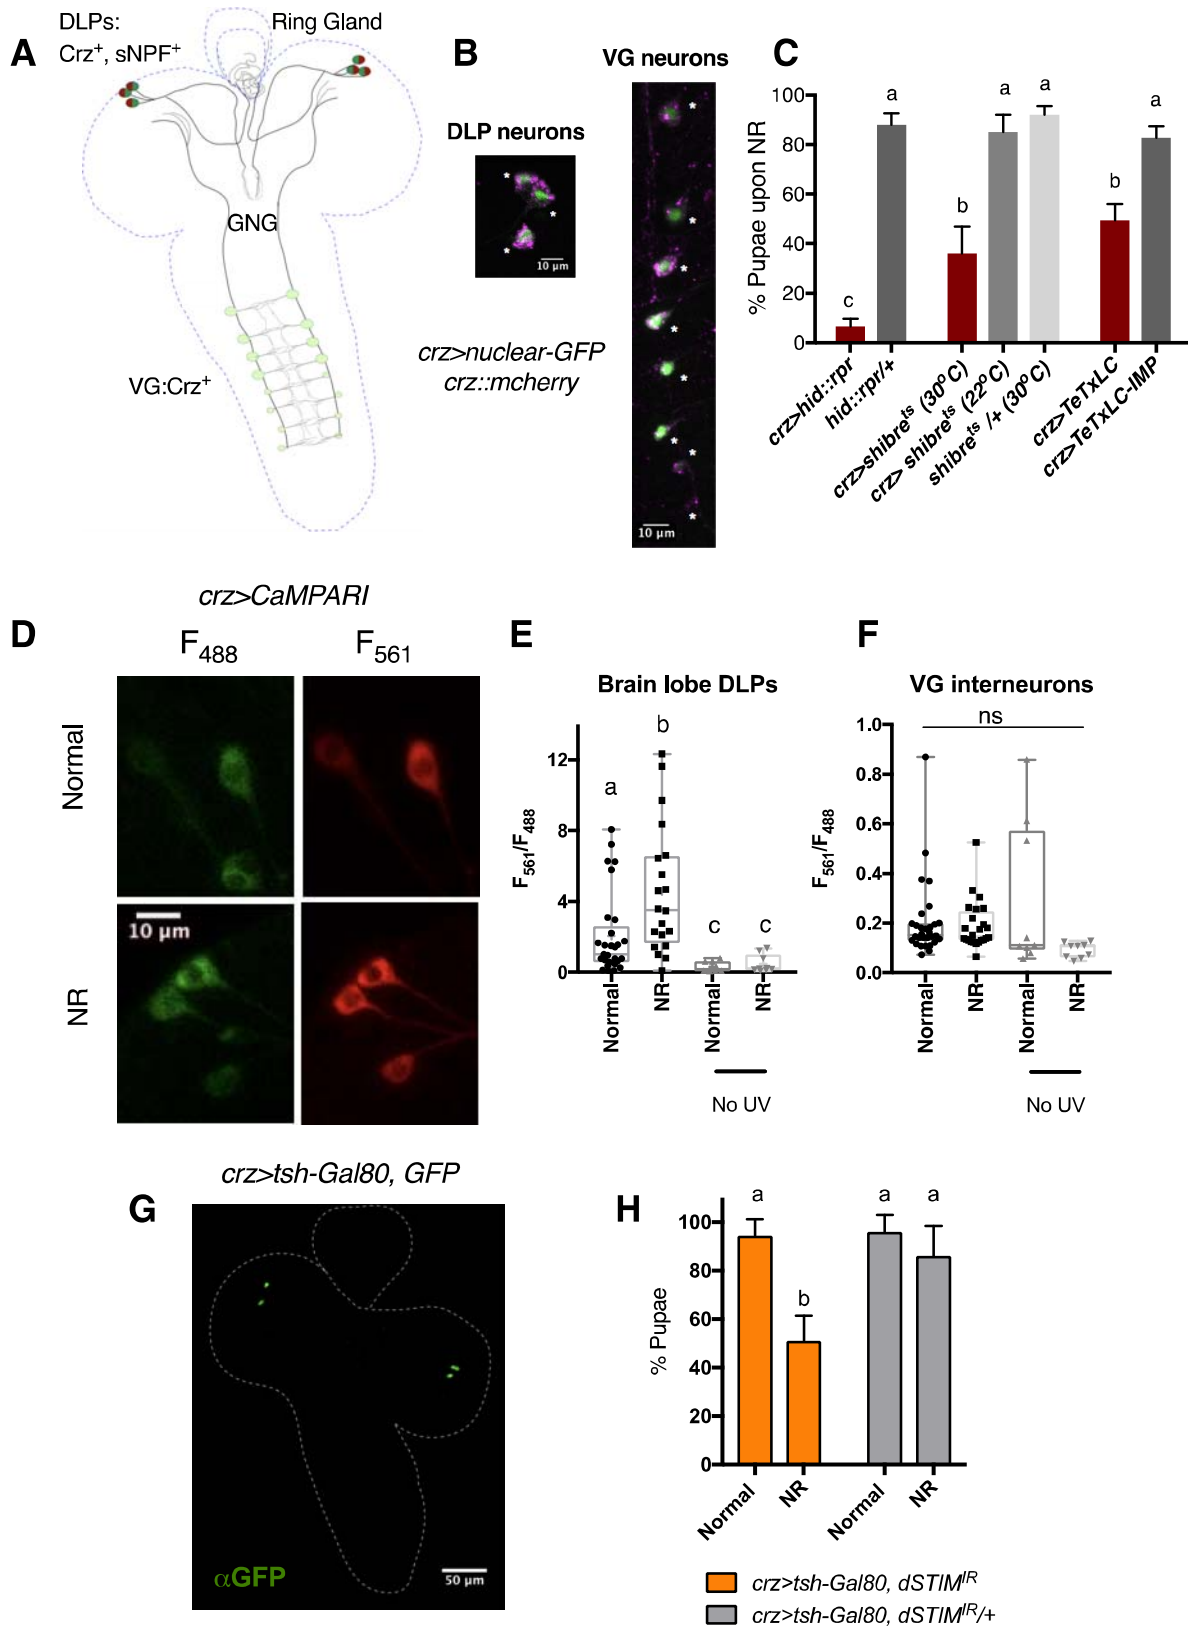 A
DLPs:
Crz⁺, sNPF⁺
Ring Gland
GNG
VG:Crz⁺
B
DLP neurons
*
*
*
10 µm
VG neurons
*
*
*
*
*
*
*
*
10 µm
crz>nuclear-GFP
crz::mcherry
C
% Pupae upon NR
100
80
60
40
20
0
c
a
b
a
a
b
a
crz>hid::rpr
hid::rpr/+
crz>shibreᵗˢ (30ºC)
crz> shibreᵗˢ (22ºC)
shibreᵗˢ /+ (30ºC)
crz>TeTxLC
crz>TeTxLC-IMP
crz>CaMPARI
D
F₄₈₈
F₅₆₁
Normal
NR
10 µm
E
Brain lobe DLPs
F₅₆₁/F₄₈₈
12
8
4
0
a
b
c
c
Normal
NR
Normal
NR
No UV
F
VG interneurons
ns
F₅₆₁/F₄₈₈
1.0
0.8
0.6
0.4
0.2
0.0
Normal
NR
Normal
NR
No UV
crz>tsh-Gal80, GFP
G
αGFP
50 µm
H
% Pupae
100
80
60
40
20
0
a
b
a
a
Normal
NR
Normal
NR
crz>tsh-Gal80, dSTIMᴵᴿ
crz>tsh-Gal80, dSTIMᴵᴿ/+